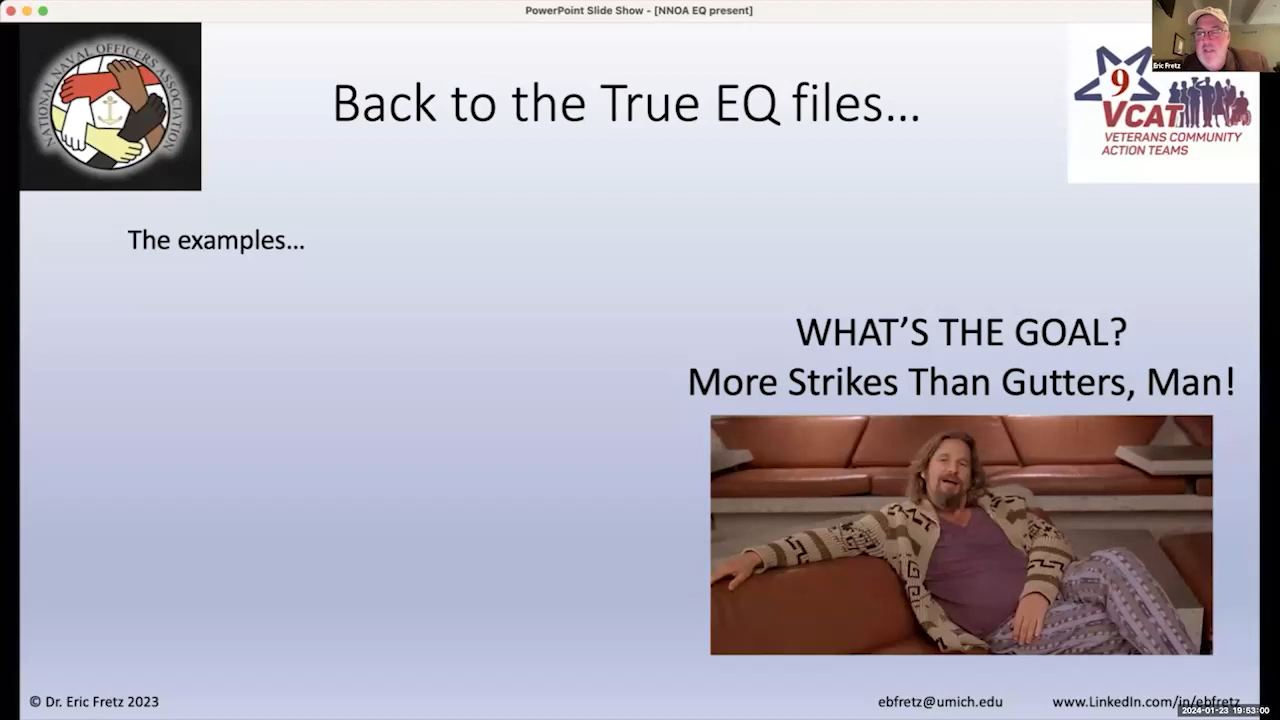 PowerPoint Slide Show - [NNOA EQ present]
NATIONAL NAVAL OFFICERS ASSOCIATION
Eric Fretz
9
VCAT
VETERANS COMMUNITY
ACTION TEAMS
Back to the True EQ files...
The examples...
WHAT’S THE GOAL?
More Strikes Than Gutters, Man!
© Dr. Eric Fretz 2023
ebfretz@umich.edu
www.LinkedIn.com/in/ebfretz
2024-01-23 19:53:00